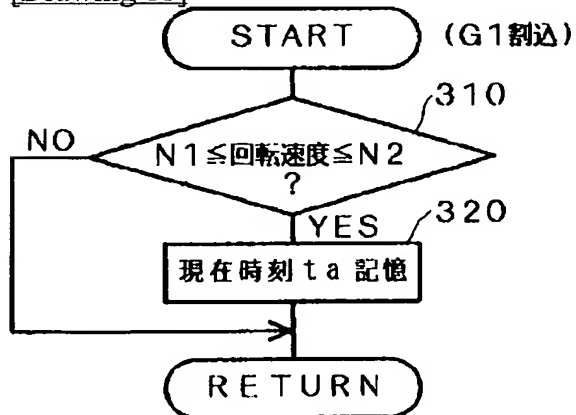 START (G1割込)
310
NO
N1≦回転速度≦N2
?
YES
320
現在時刻ta記憶
RETURN